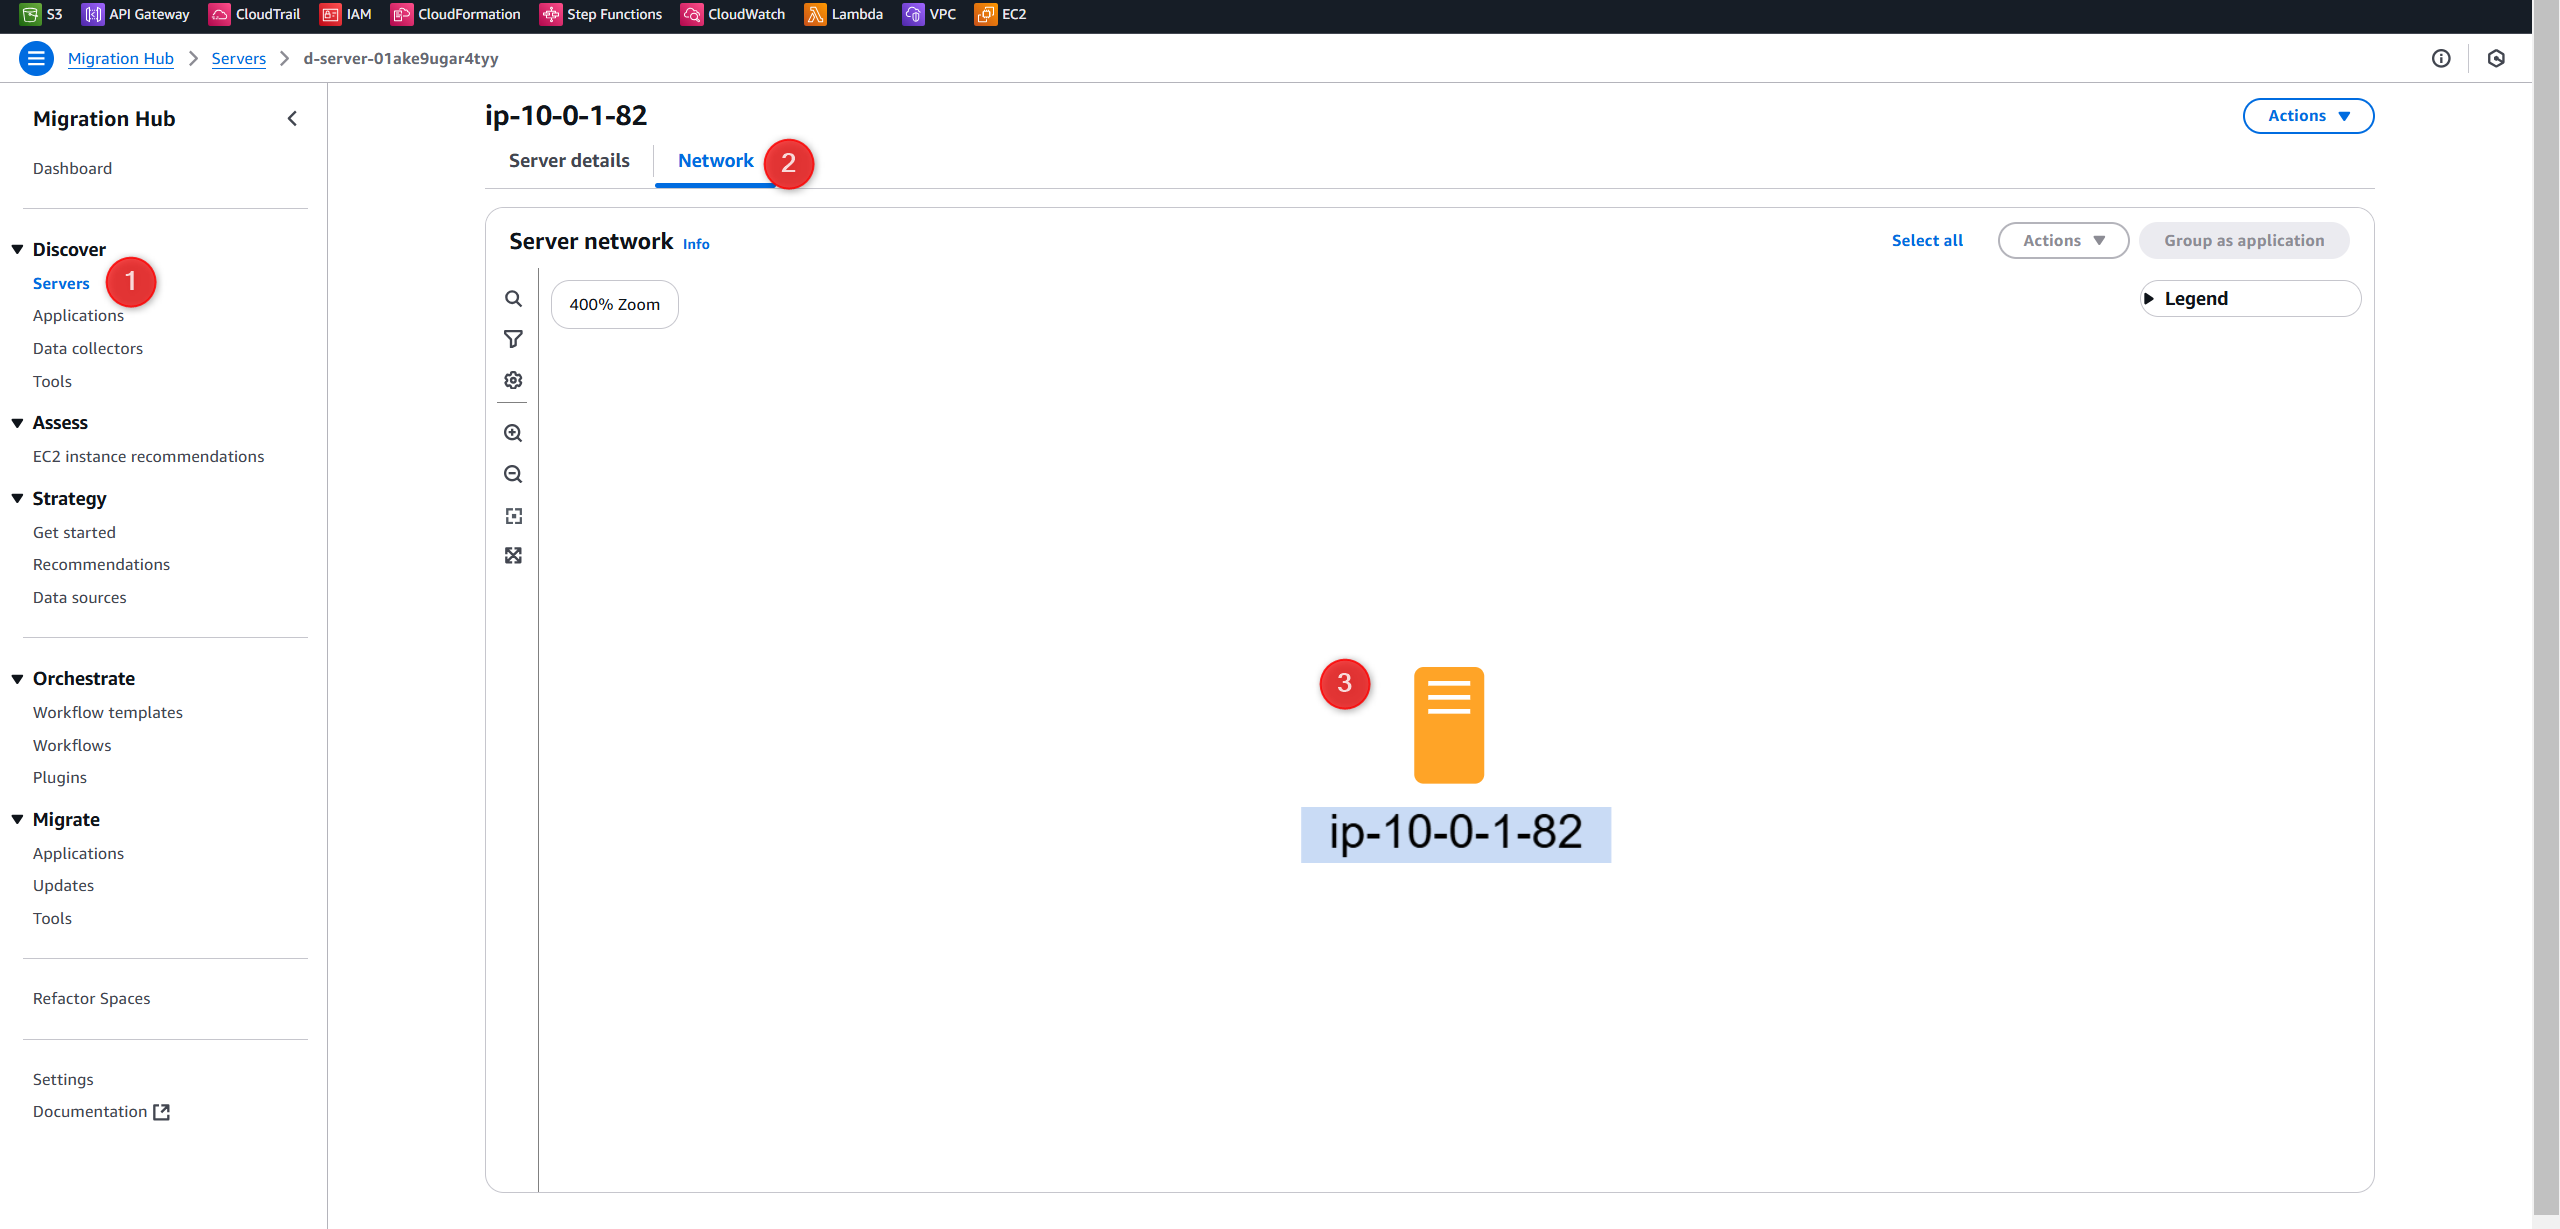 S3 API Gateway CloudTrail IAM CloudFormation Step Functions CloudWatch Lambda VPC EC2
Migration Hub Servers d-server-01ake9ugar4tyy
Migration Hub
Dashboard
Discover
Servers 1
Applications
Data collectors
Tools
Assess
EC2 instance recommendations
Strategy
Get started
Recommendations
Data sources
Orchestrate
Workflow templates
Workflows
Plugins
Migrate
Applications
Updates
Tools
Refactor Spaces
Settings
Documentation
ip-10-0-1-82
Actions
Server details Network 2
Server network Info
Select all Actions Group as application
400% Zoom
Legend
3
ip-10-0-1-82